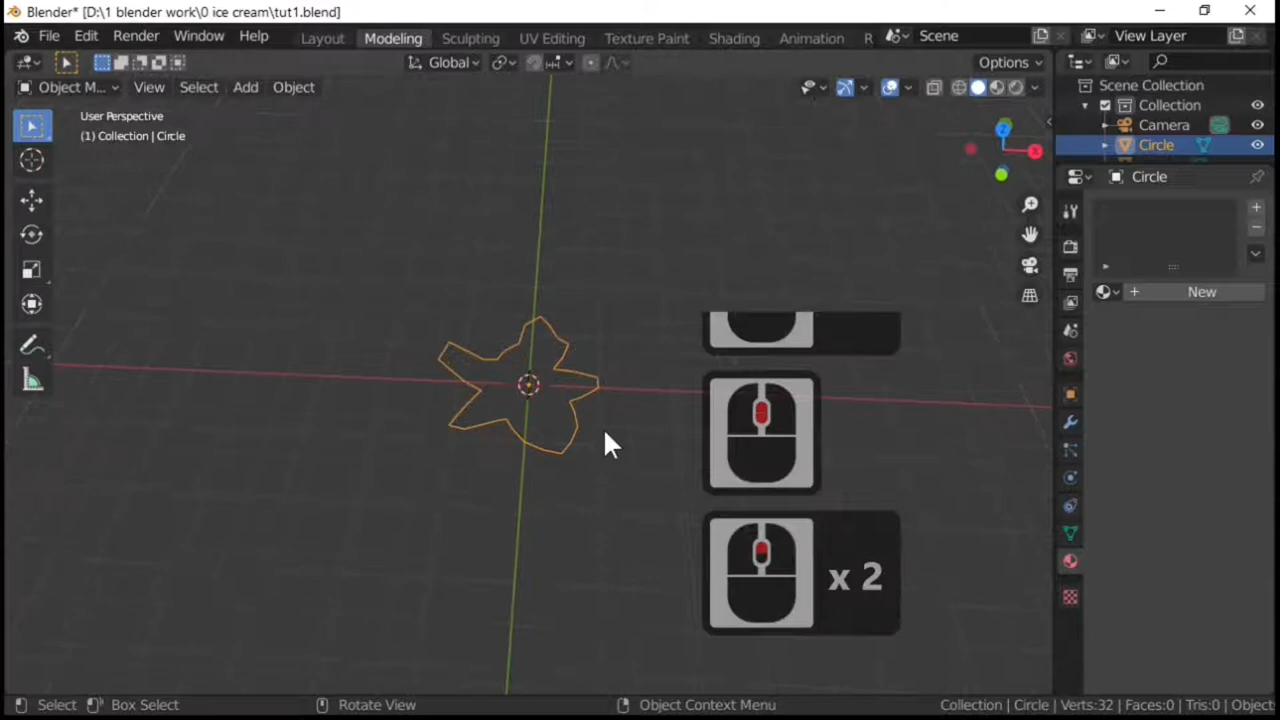 Blender* [D:\1 blender work\0 ice cream\tut1.blend]
File Edit Render Window Help Layout Modeling Sculpting UV Editing Texture Paint Shading Animation R Scene View Layer
Global Options
Object M... View Select Add Object
Scene Collection
Collection
User Perspective
Camera
(1) Collection | Circle
Circle
Circle
Z
X
New
x 2
Select Box Select Rotate View Object Context Menu Collection | Circle | Verts:32 | Faces:0 | Tris:0 | Object